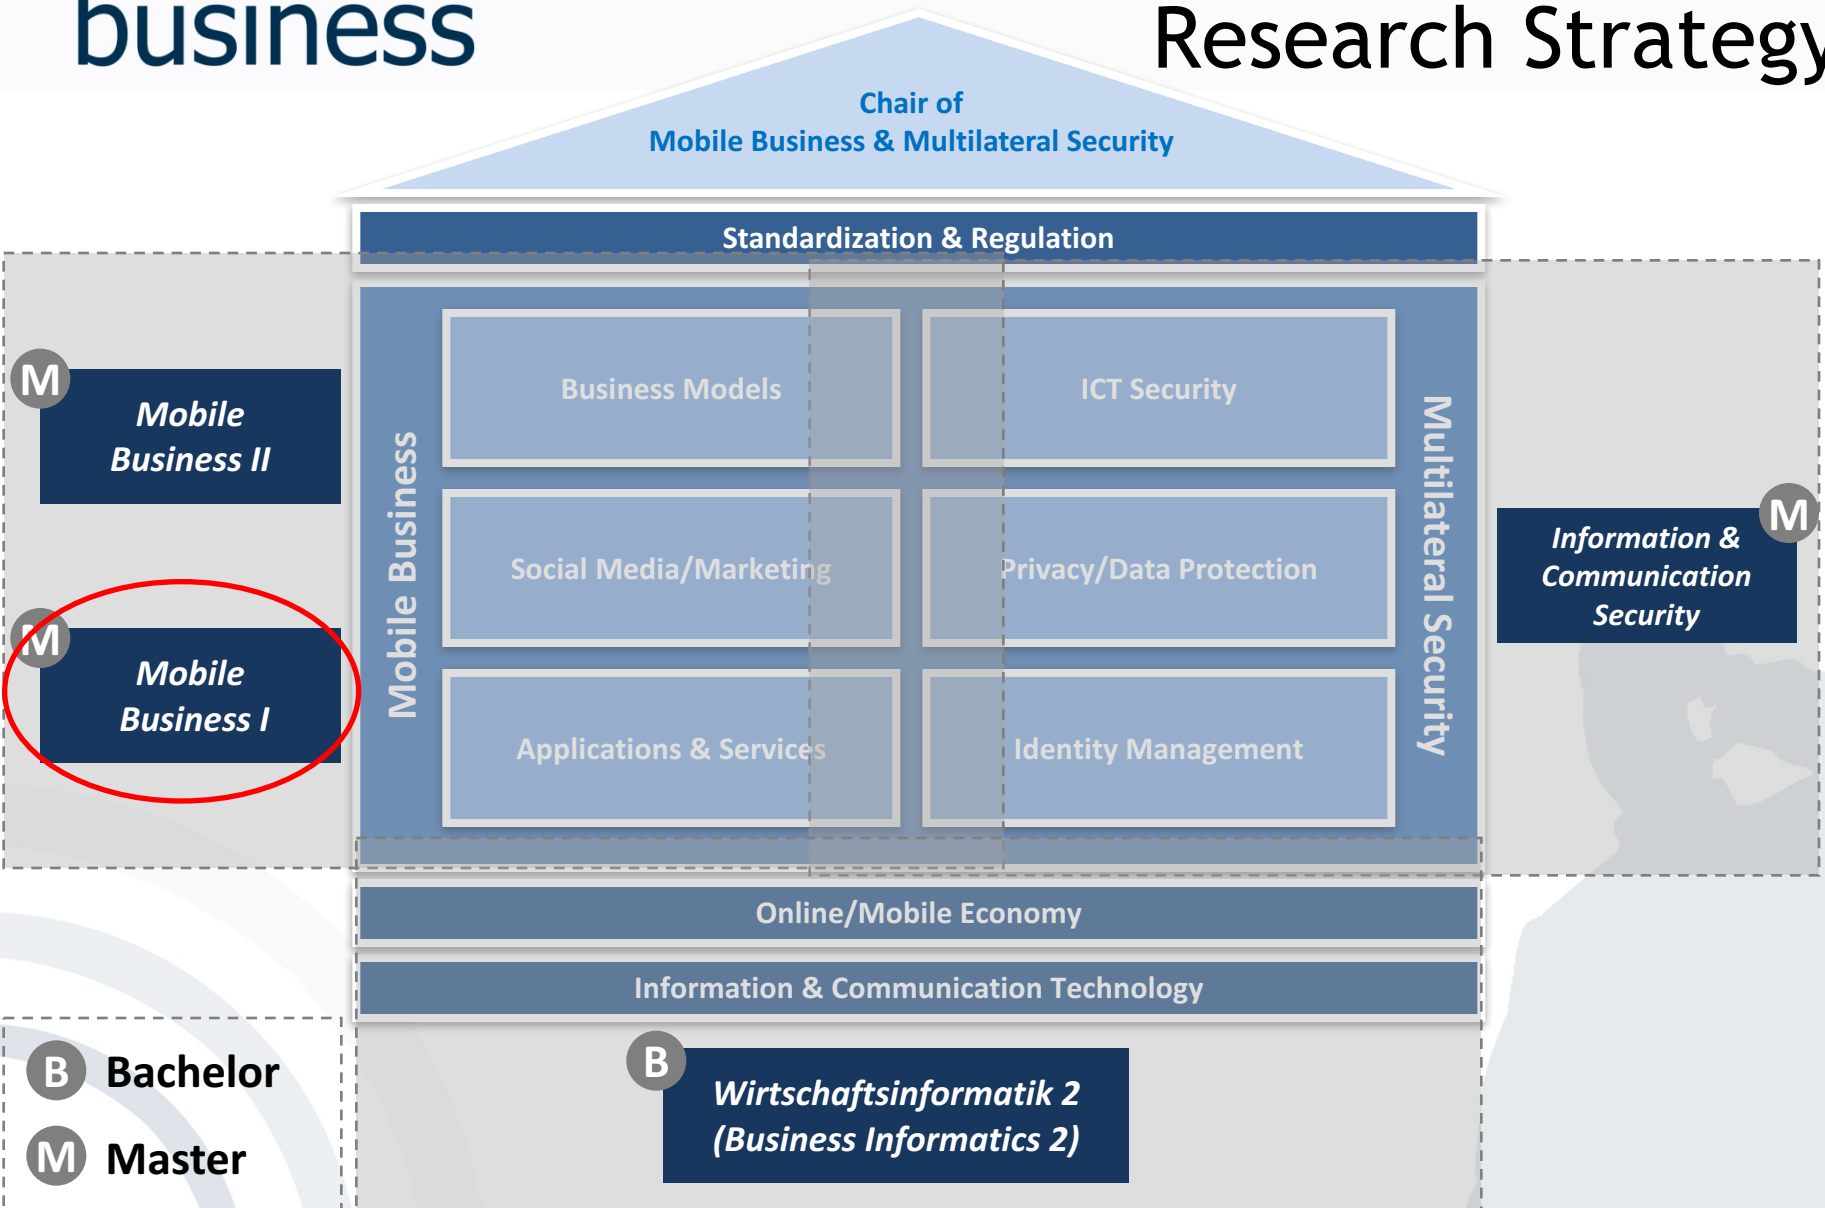 business
Research Strategy
Chair of
Mobile Business & Multilateral Security
Standardization & Regulation
M
Mobile
Business II
M
Mobile
Business I
Mobile Business
Business Models
ICT Security
Social Media/Marketing
Privacy/Data Protection
Applications & Services
Identity Management
Multilateral Security
M
Information &
Communication
Security
Online/Mobile Economy
Information & Communication Technology
B
Wirtschaftsinformatik 2
(Business Informatics 2)
B Bachelor
M Master